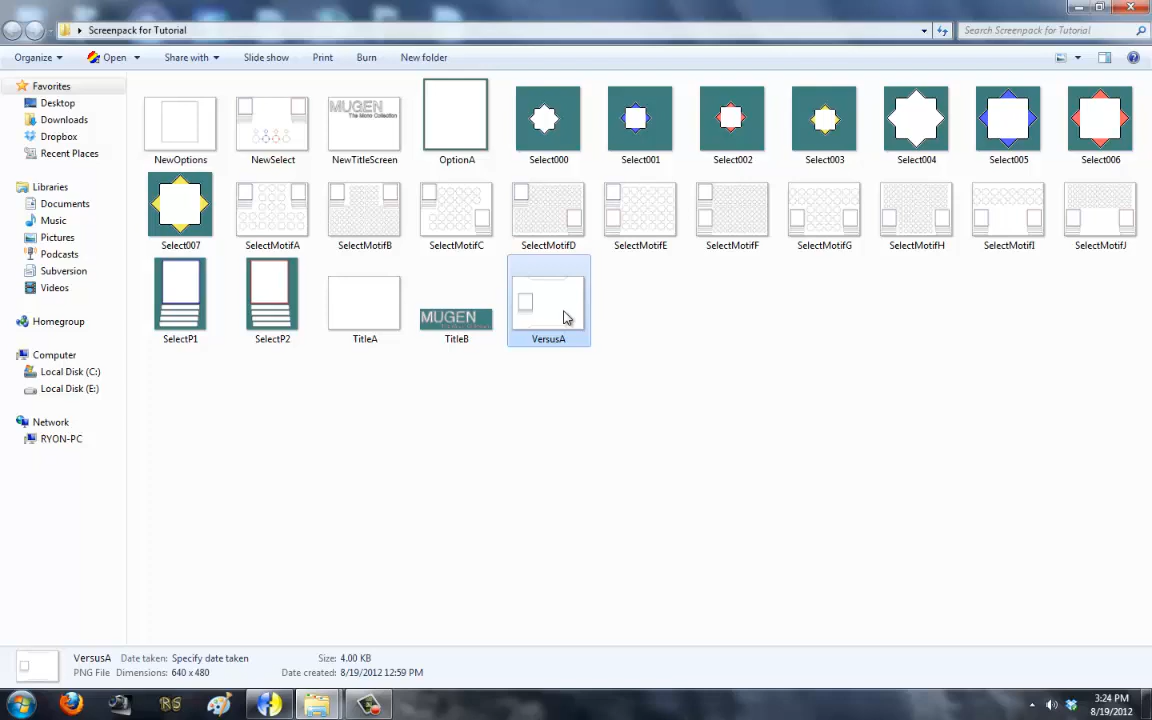 Screenpack for Tutorial
Search Screenpack for Tutorial
Organize Open Share with Slide show Print Burn New folder
Favorites
Desktop
Downloads
Dropbox
Recent Places
Libraries
Documents
Music
Pictures
Podcasts
Subversion
Videos
Homegroup
Computer
Local Disk (C:)
Local Disk (E:)
Network
RYON-PC
MUGEN
The Mono Collection
NewOptions NewSelect NewTitleScreen OptionA Select000 Select001 Select002 Select003 Select004 Select005 Select006
Select007 SelectMotifA SelectMotifB SelectMotifC SelectMotifD SelectMotifE SelectMotifF SelectMotifG SelectMotifH SelectMotifI SelectMotifJ
MUGEN
SelectP1 SelectP2 TitleA TitleB VersusA
VersusA Date taken: Specify date taken Size: 4.00 KB
PNG File Dimensions: 640 x 480 Date created: 8/19/2012 12:59 PM
RS
3:24 PM
8/19/2012